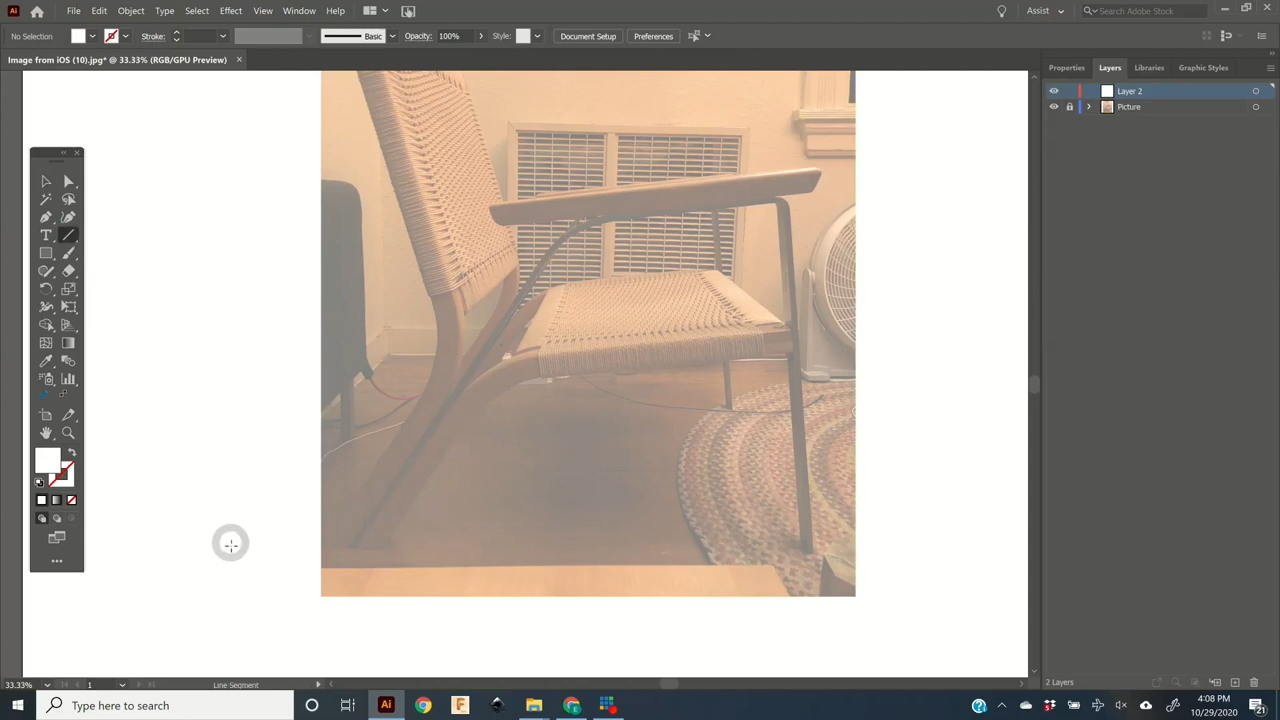 Ai File Edit Object Type Select Effect View Window Help Assist Search Adobe Stock
No Selection Stroke: Basic Opacity: 100% Style: Document Setup Preferences
Image from iOS (10).jpg* @ 33.33% (RGB/GPU Preview) ×
Properties Layers Libraries Graphic Styles
Layer 2
Picture
33.33% 1 Line Segment 2 Layers
Type here to search Ai F 4:08 PM
10/29/2020 21